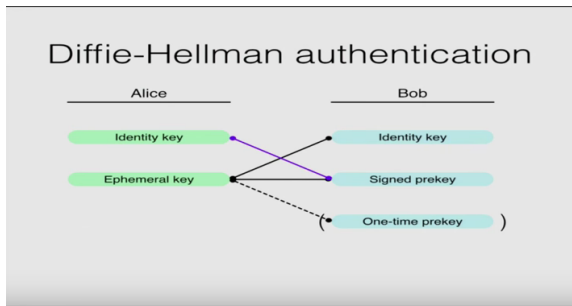 Diffie-Hellman authentication
Alice Bob
Identity key Identity key
Ephemeral key Signed prekey
( One-time prekey )